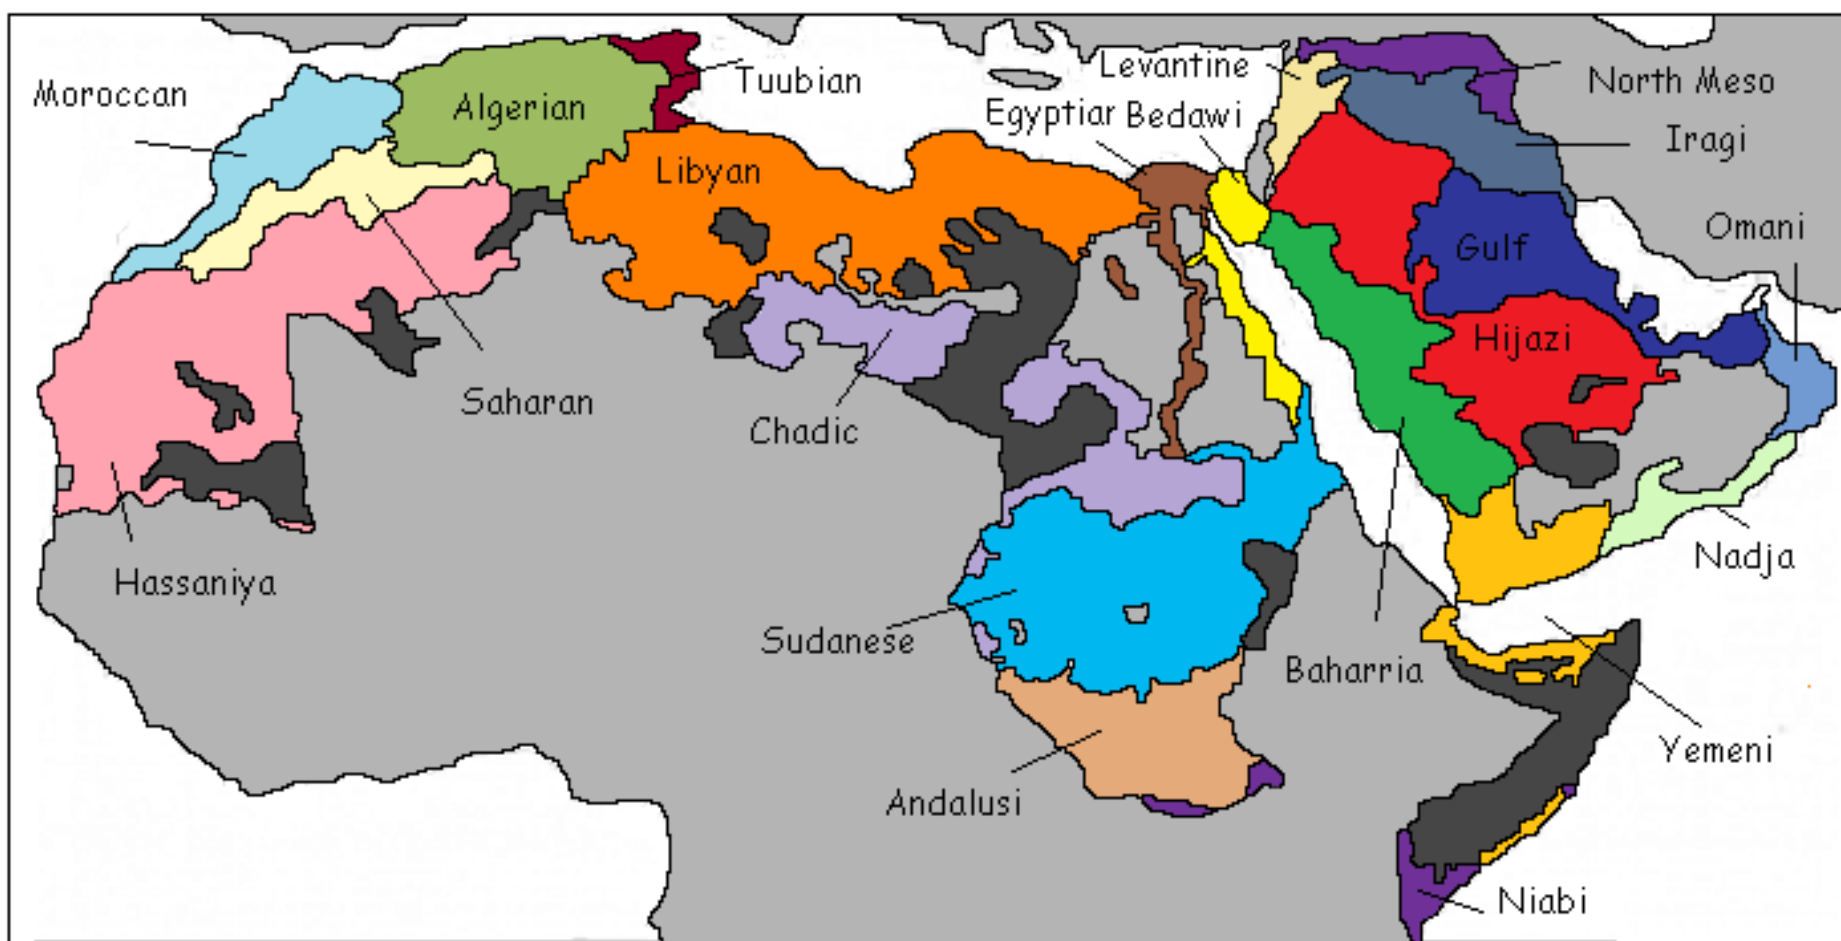 Levantine
North Meso
Moroccan
Algerian
Tuubian
Egyptiar
Bedawi
Iragi
Libyan
Omani
Gulf
Hijazi
Saharan
Chadic
Hassaniya
Nadja
Sudanese
Baharria
Yemeni
Andalusi
Niabi